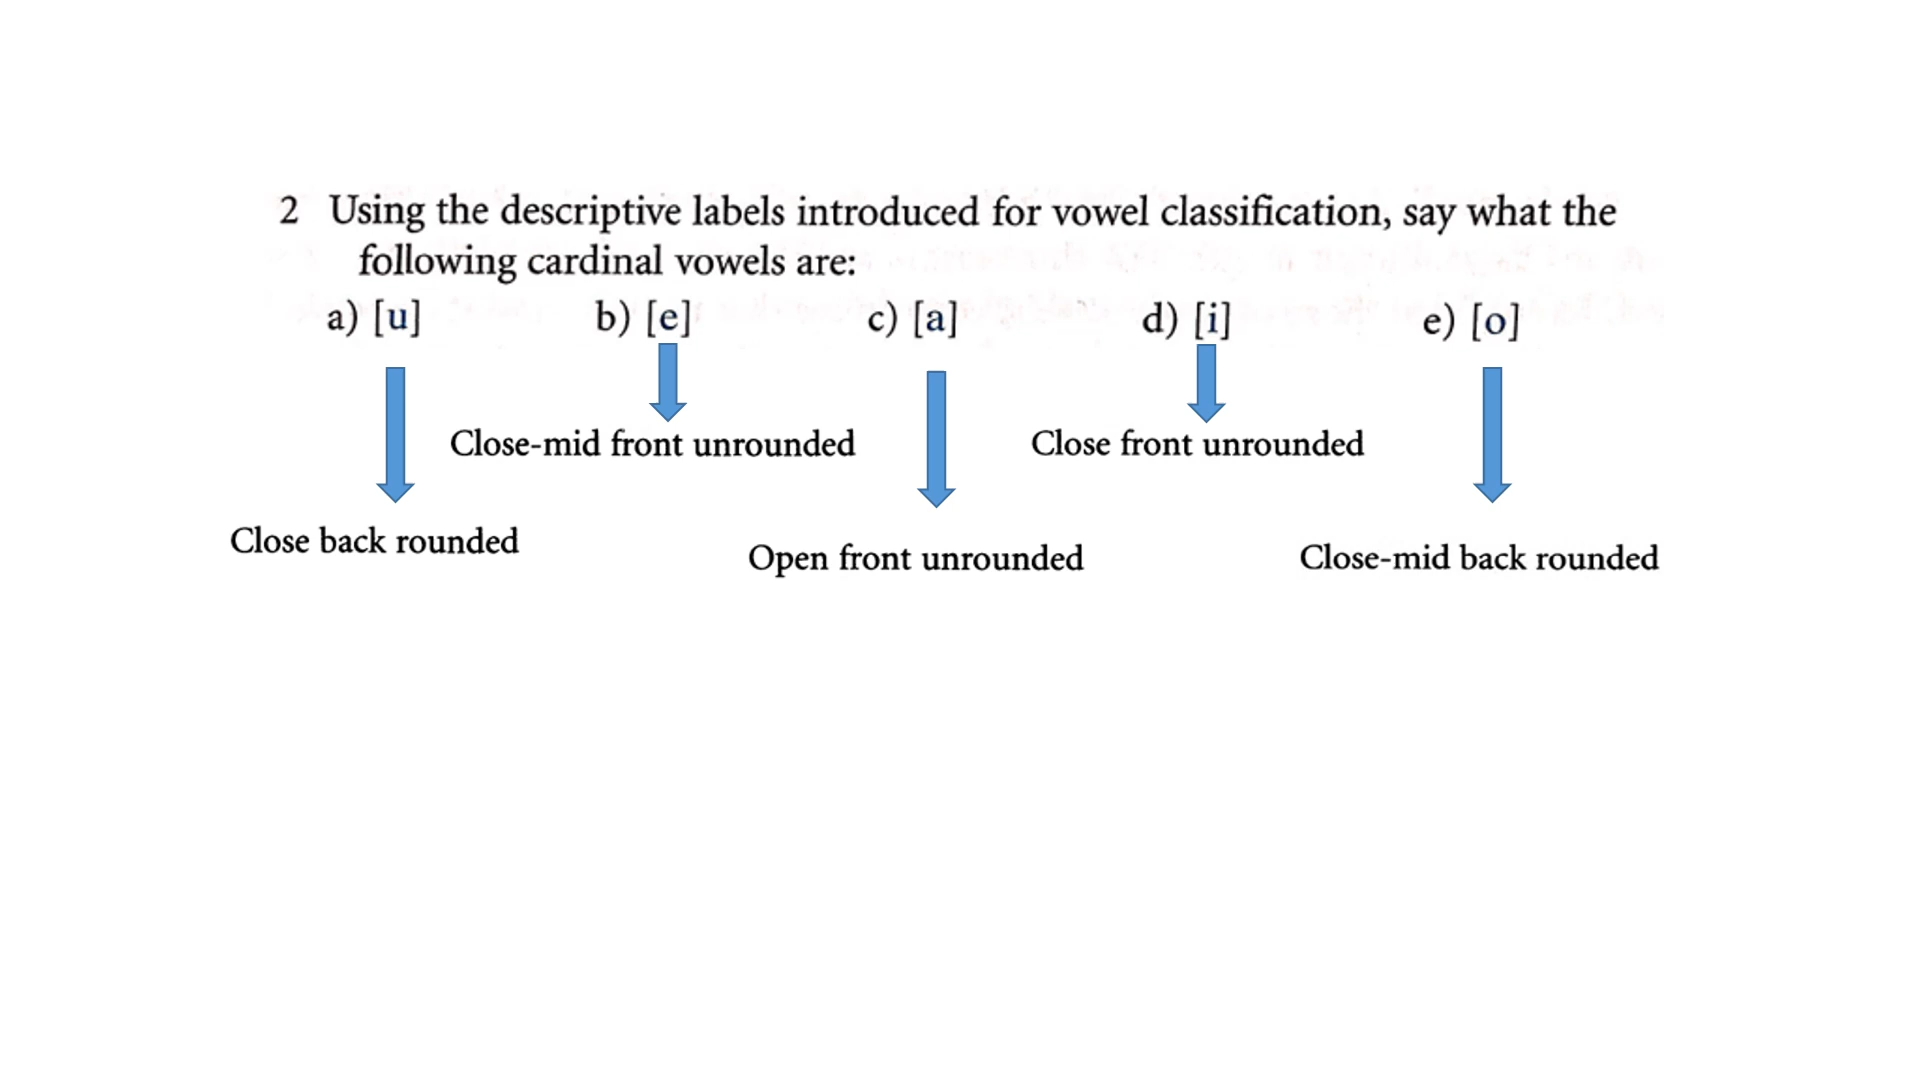 2 Using the descriptive labels introduced for vowel classification, say what the
following cardinal vowels are:
a) [u] b) [e] c) [a] d) [i] e) [o]
Close-mid front unrounded Close front unrounded
Close back rounded
Open front unrounded Close-mid back rounded